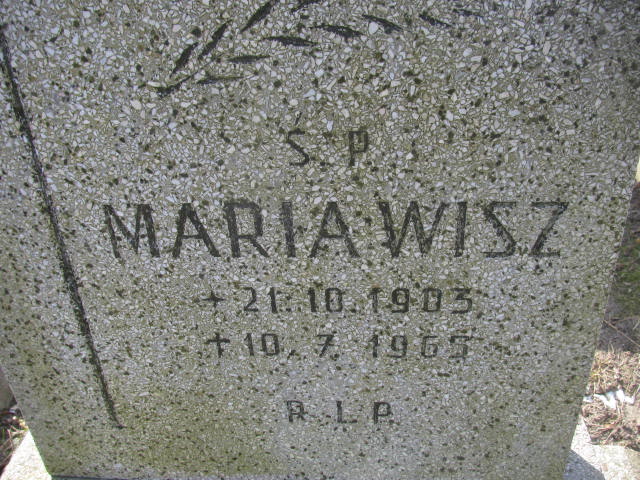 Ś. P.
MARIA WISZ
* 21. 10. 1903
+ 10. 7. 1965
R. I. P.